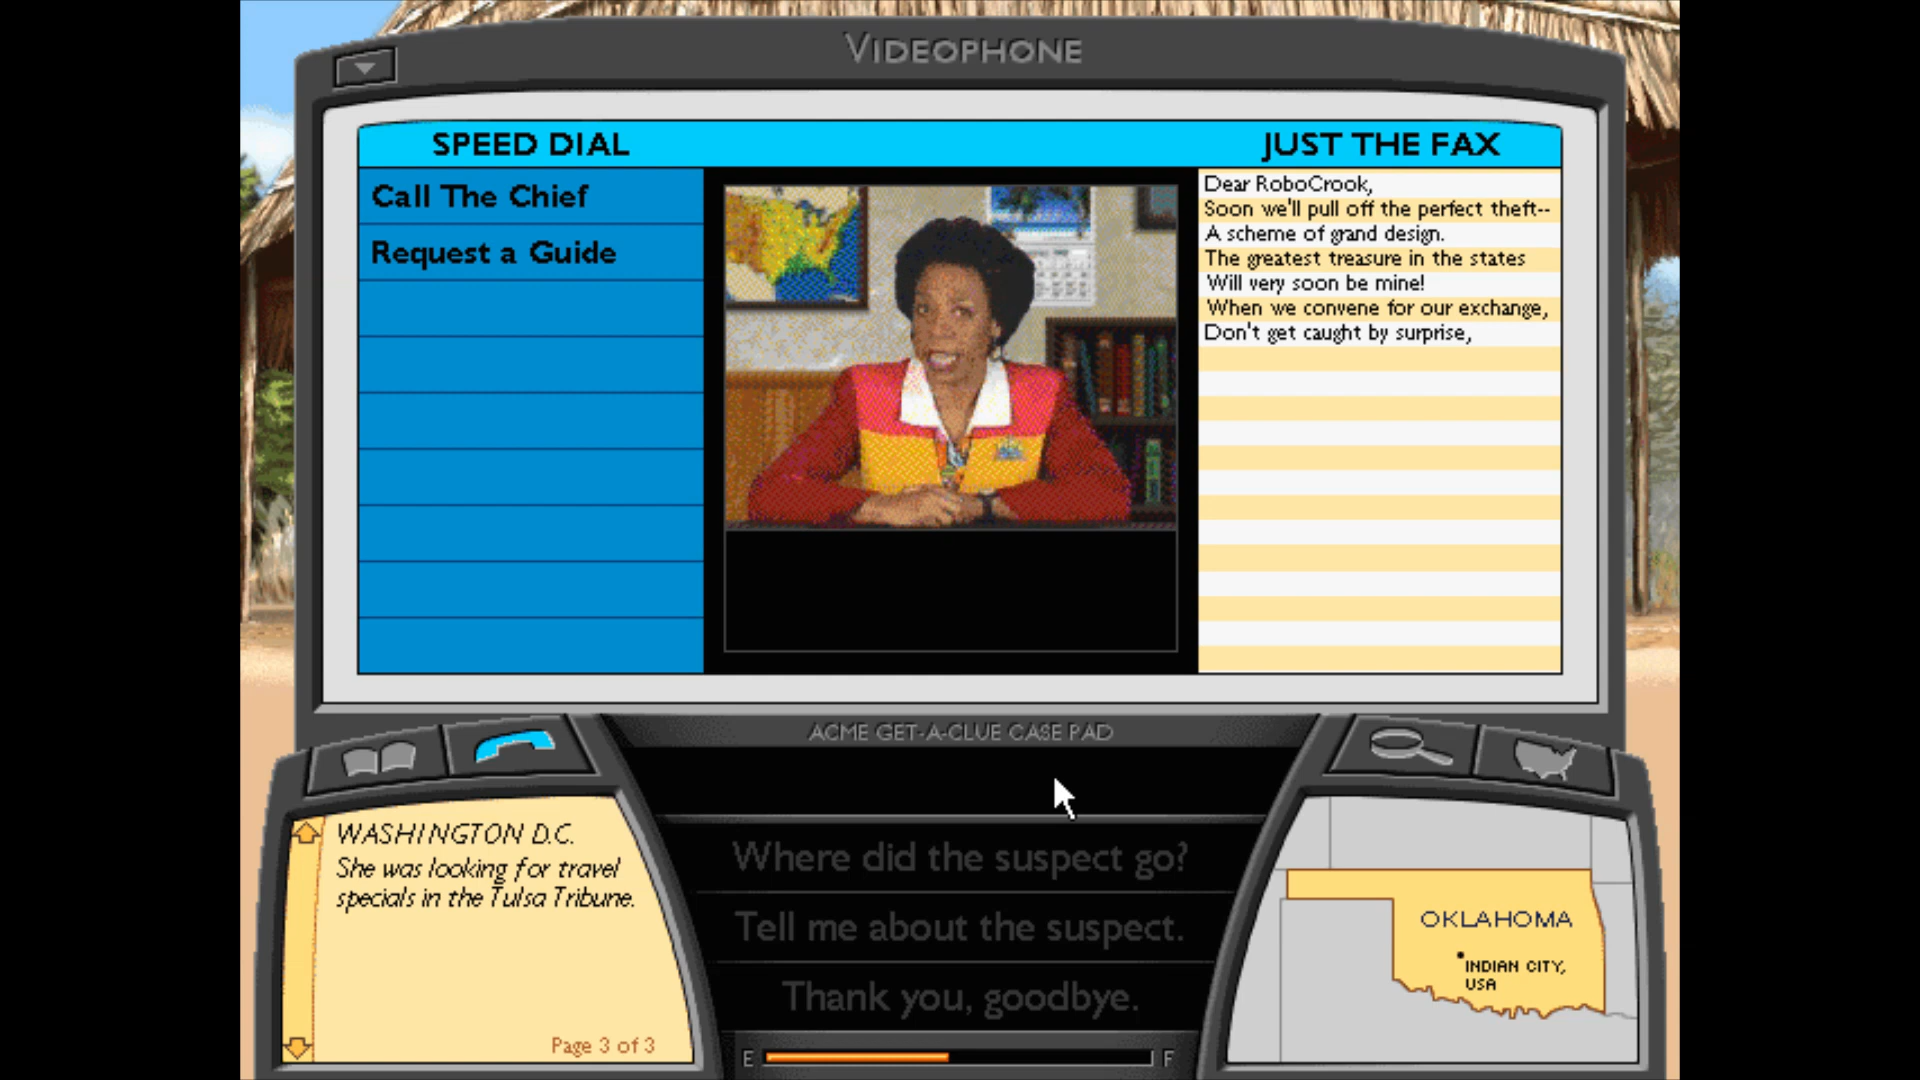 VIDEOPHONE
SPEED DIAL
JUST THE FAX
Call The Chief
Request a Guide
Dear RoboCrook,
Soon we'll pull off the perfect theft--
A scheme of grand design.
The greatest treasure in the states
Will very soon be mine!
When we convene for our exchange,
Don't get caught by surprise,
ACME GET-A-CLUE CASE PAD
WASHINGTON D.C.
She was looking for travel
specials in the Tulsa Tribune.
Page 3 of 3
Where did the suspect go?
Tell me about the suspect.
Thank you, goodbye.
E F
OKLAHOMA
INDIAN CITY,
USA